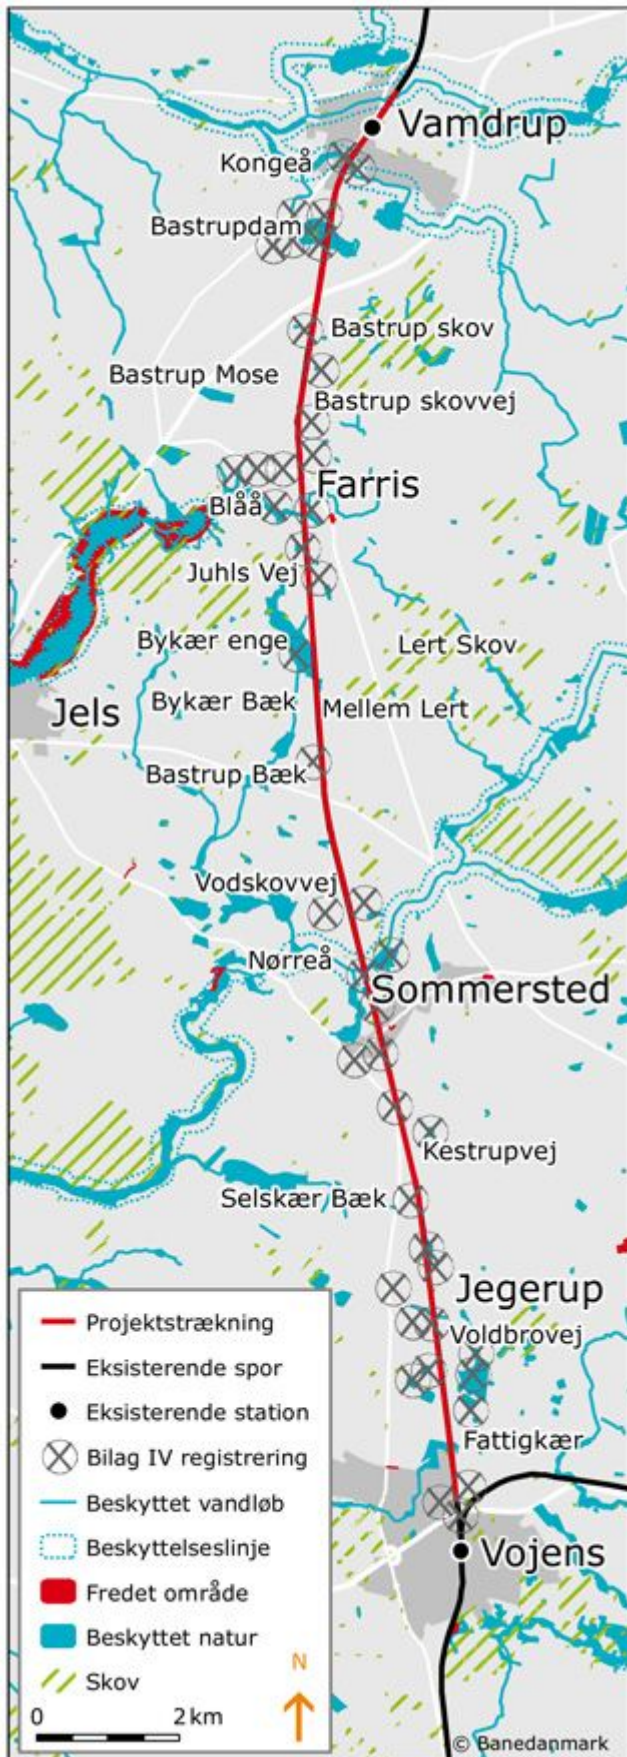 Vamdrup
Kongeå
Bastrupdam
Bastrup skov
Bastrup Mose
Bastrup skovvej
Farris
Blåå
Juhls Vej
Bykær enge
Lert Skov
Bykær Bæk
Mellem Lert
Jels
Bastrup Bæk
Vodskovvej
Nørreå
Sommersted
Kestrupvej
Selskær Bæk
Jegerup
Voldbrovej
Fattigkær
Vojens
Projektstrækning
Eksisterende spor
Eksisterende station
Bilag IV registrering
Beskyttet vandløb
Beskyttelseslinje
Fredet område
Beskyttet natur
Skov
N
0 2 km
© Banedanmark